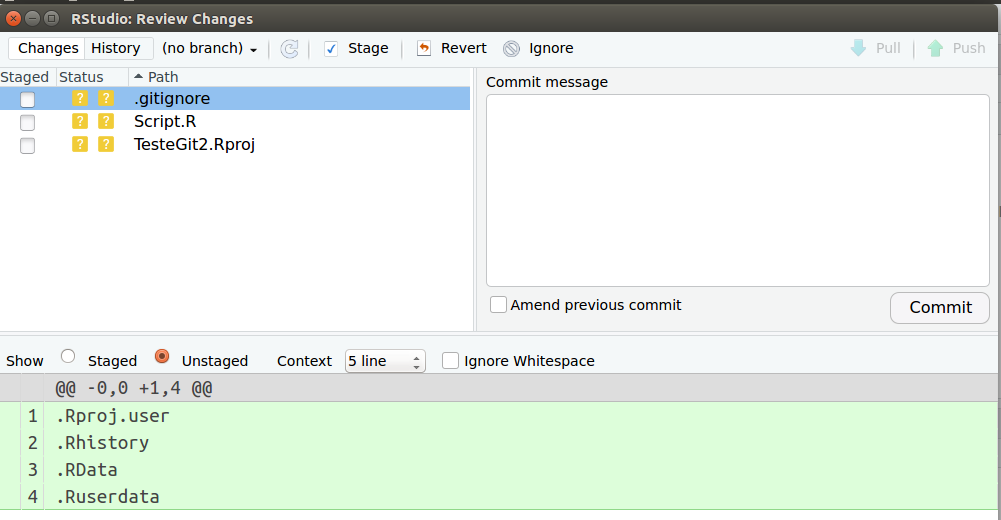 RStudio: Review Changes
Changes History (no branch) Stage Revert Ignore Pull Push
Staged Status Path
? ? .gitignore
? ? Script.R
? ? TesteGit2.Rproj
Commit message
Amend previous commit
Commit
Show Staged Unstaged Context 5 line Ignore Whitespace
@@ -0,0 +1,4 @@
1 .Rproj.user
2 .Rhistory
3 .RData
4 .Ruserdata